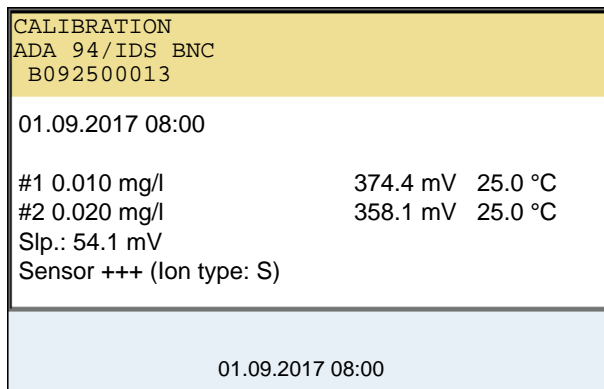 CALIBRATION
ADA 94/IDS BNC
B092500013
01.09.2017 08:00
#1 0.010 mg/l 374.4 mV 25.0 °C
#2 0.020 mg/l 358.1 mV 25.0 °C
Slp.: 54.1 mV
Sensor +++ (Ion type: S)
01.09.2017 08:00